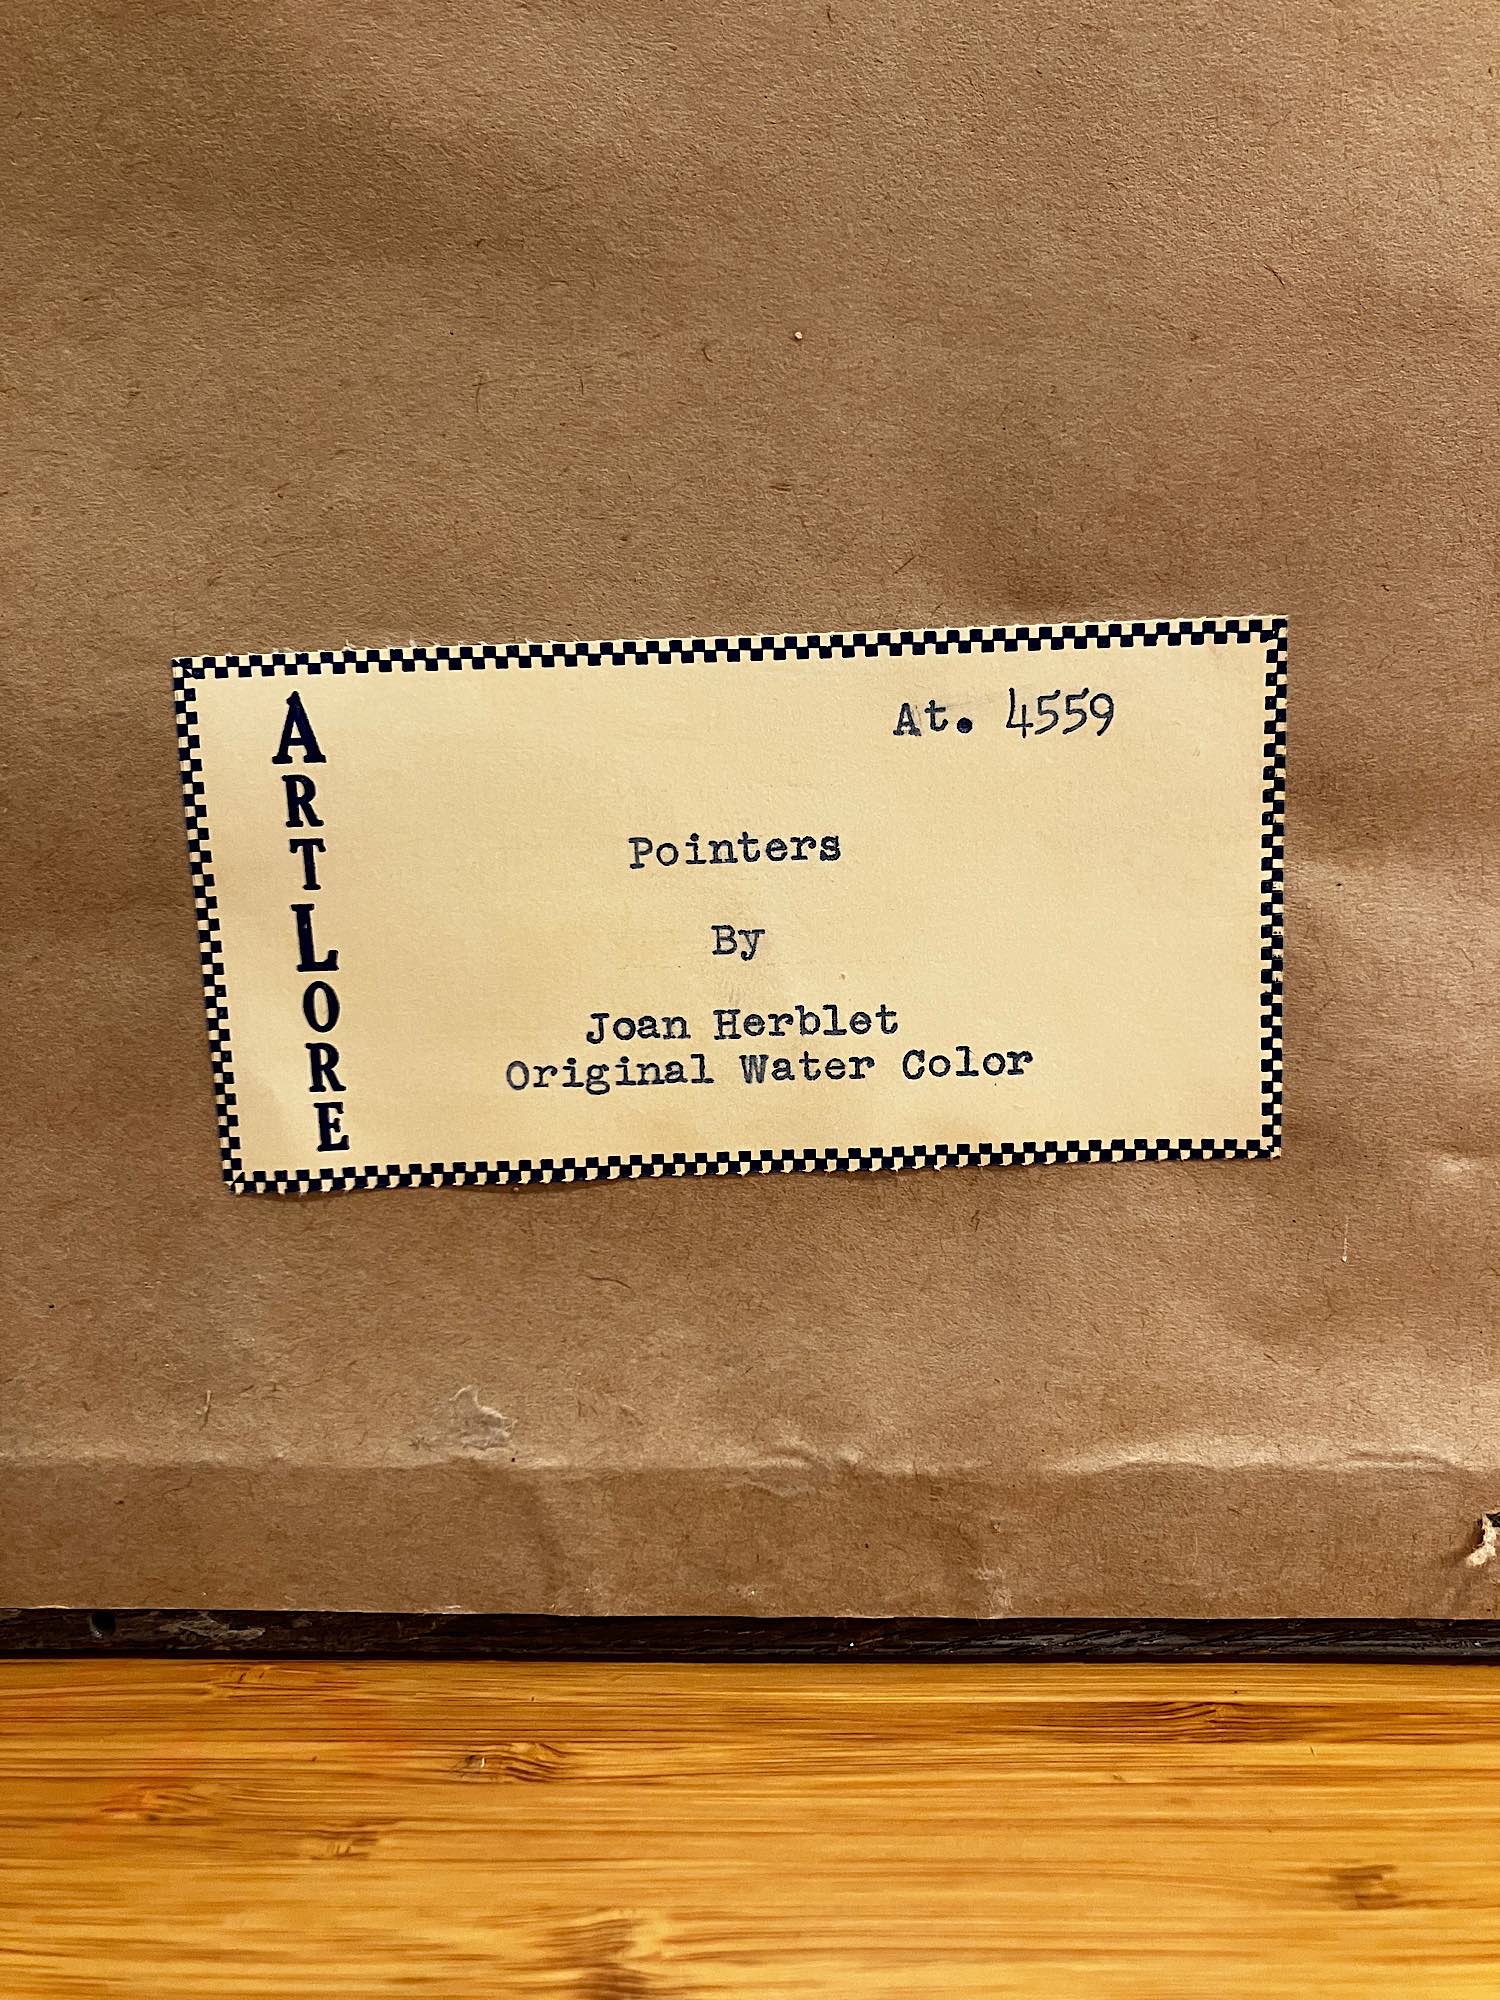 ARTLORE
At. 4559
Pointers
By
Joan Herblet
Original Water Color